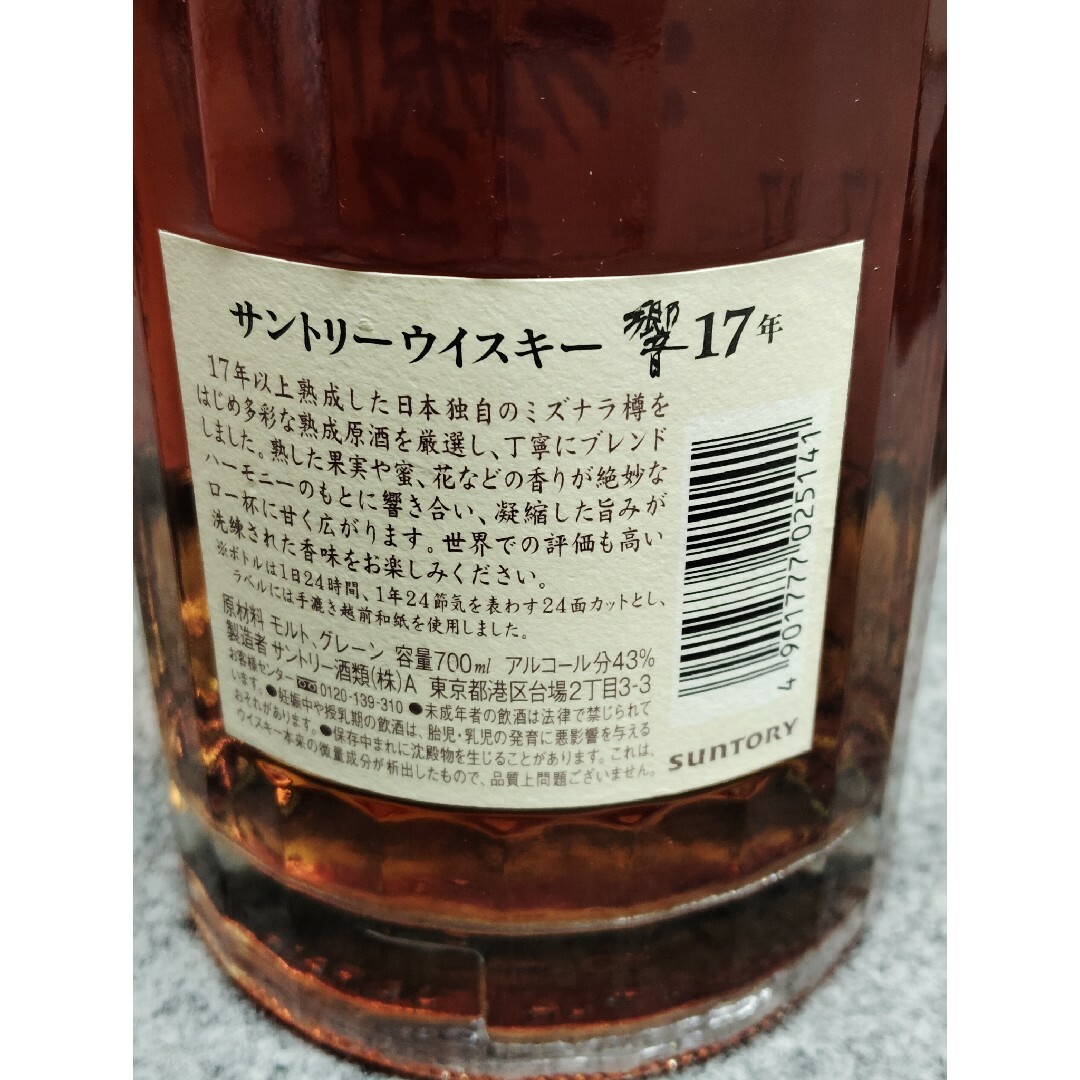 サントリーウイスキー 響 17年
17年以上熟成した日本独自のミズナラ樽を
はじめ多彩な熟成原酒を厳選し、丁寧にブレンド
しました。熟した果実や蜜、花などの香りが絶妙な
ハーモニーのもとに響き合い、凝縮した旨みが
口一杯に甘く広がります。世界での評価も高い
洗練された香味をお楽しみください。
※ボトルは1日24時間、1年24節気を表わす24面カットとし、
ラベルには手漉き越前和紙を使用しました。
原材料 モルト、グレーン 容量700ml アルコール分43%
製造者 サントリー酒類(株)A 東京都港区台場2丁目3-3
お客様センター 0120-139-310 ●未成年者の飲酒は法律で禁じられて
います。●妊娠中や授乳期の飲酒は、胎児・乳児の発育に悪影響を与える
おそれがあります。●保存中まれに沈殿物を生じることがあります。これは、
ウイスキー本来の微量成分が析出したもので、品質上問題ございません。
SUNTORY
4 901777 025141